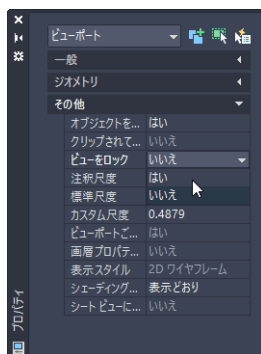 ビューポート
一般
ジオメトリ
その他
オブジェクトを... はい
クリップされて... いいえ
ビューをロック いいえ
注釈尺度 はい
標準尺度 いいえ
カスタム尺度 0.4879
ビューポートご... いいえ
画層プロパテ... いいえ
表示スタイル 2D ワイヤフレーム
シェーディング... 表示どおり
シート ビューに... いいえ
プロパティ